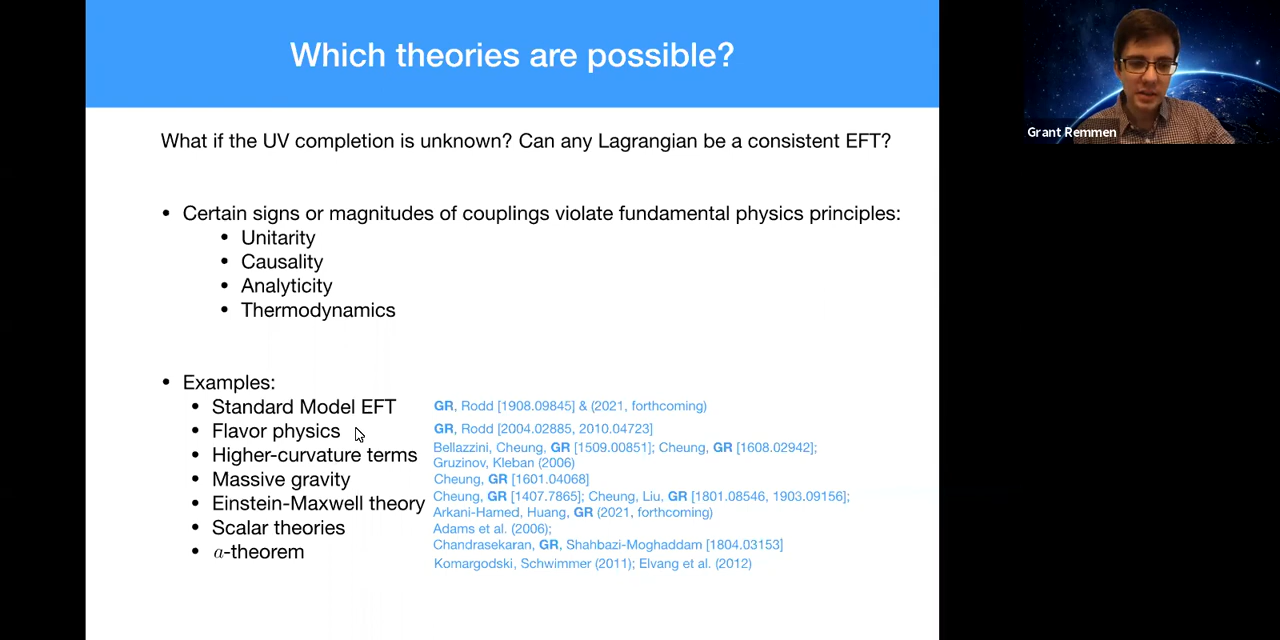 Which theories are possible?
Grant Remmen
What if the UV completion is unknown? Can any Lagrangian be a consistent EFT?
• Certain signs or magnitudes of couplings violate fundamental physics principles:
• Unitarity
• Causality
• Analyticity
• Thermodynamics
• Examples:
• Standard Model EFT GR, Rodd [1908.09845] & (2021, forthcoming)
• Flavor physics GR, Rodd [2004.02885, 2010.04723]
• Higher-curvature terms Bellazzini, Cheung, GR [1509.00851]; Cheung, GR [1608.02942];
Gruzinov, Kleban (2006)
• Massive gravity Cheung, GR [1601.04068]
• Einstein-Maxwell theory Cheung, GR [1407.7865]; Cheung, Liu, GR [1801.08546, 1903.09156];
Arkani-Hamed, Huang, GR (2021, forthcoming)
• Scalar theories Adams et al. (2006);
Chandrasekaran, GR, Shahbazi-Moghaddam [1804.03153]
• a-theorem Komargodski, Schwimmer (2011); Elvang et al. (2012)